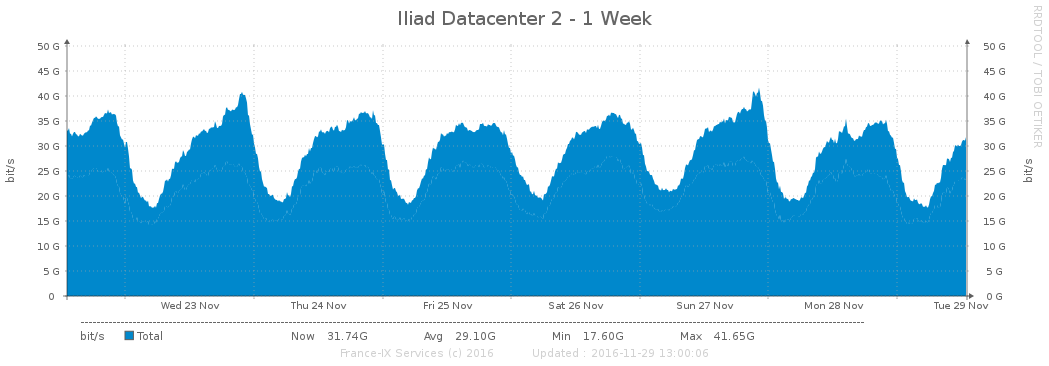 Iliad Datacenter 2 - 1 Week
RRDTOOL / TOBI OETIKER
50 G 50 G
45 G 45 G
40 G 40 G
35 G 35 G
30 G 30 G
25 G 25 G
20 G 20 G
15 G 15 G
10 G 10 G
5 G 5 G
0 0 G
bit/s bit/s
Wed 23 Nov Thu 24 Nov Fri 25 Nov Sat 26 Nov Sun 27 Nov Mon 28 Nov Tue 29 Nov
bit/s Total Now 31.74G Avg 29.10G Min 17.60G Max 41.65G
France-IX Services (c) 2016 Updated : 2016-11-29 13:00:06